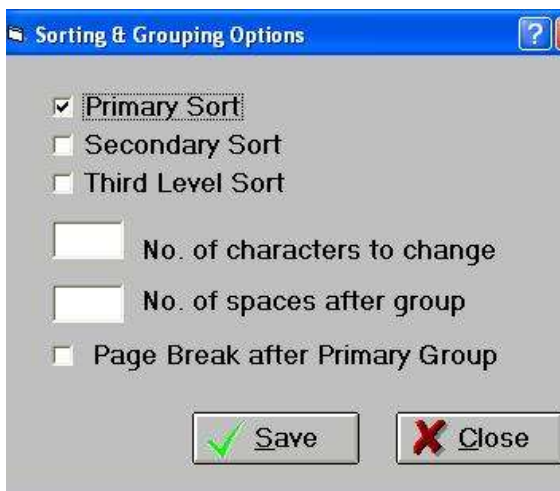 Sorting & Grouping Options ?
Primary Sort
Secondary Sort
Third Level Sort
No. of characters to change
No. of spaces after group
Page Break after Primary Group
Save Close